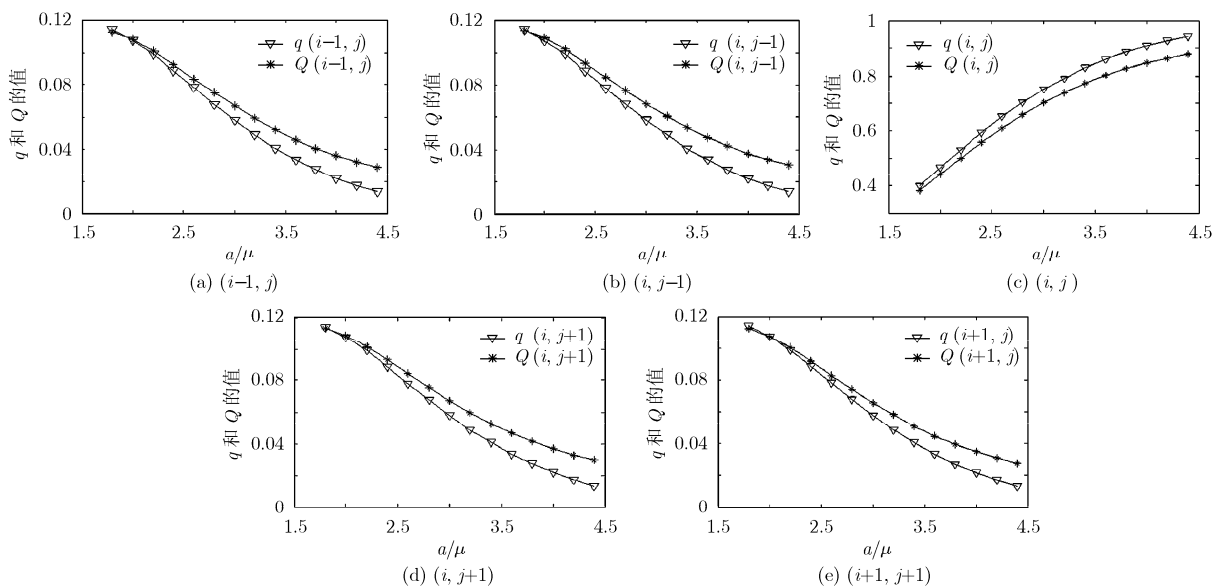 0.12
0.08
0.04
0
q 和 Q 的值
q (i−1, j)
Q (i−1, j)
1.5 2.5 3.5 4.5
a/μ
(a) (i−1, j)
0.12
0.08
0.04
0
q 和 Q 的值
q (i, j−1)
Q (i, j−1)
1.5 2.5 3.5 4.5
a/μ
(b) (i, j−1)
1
0.8
0.6
0.4
q 和 Q 的值
q (i, j)
Q (i, j)
1.5 2.5 3.5 4.5
a/μ
(c) (i, j )
0.12
0.08
0.04
0
q 和 Q 的值
q (i, j+1)
Q (i, j+1)
1.5 2.5 3.5 4.5
a/μ
(d) (i, j+1)
0.12
0.08
0.04
0
q 和 Q 的值
q (i+1, j)
Q (i+1, j)
1.5 2.5 3.5 4.5
a/μ
(e) (i+1, j+1)